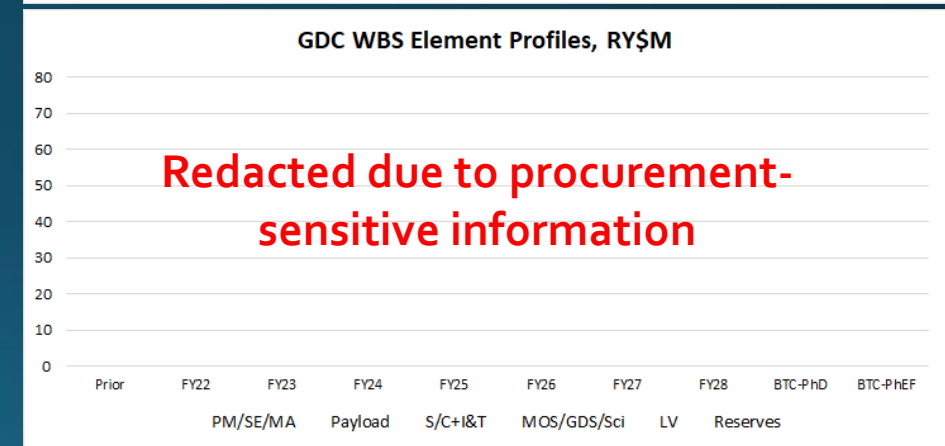 GDC WBS Element Profiles, RY$M
80
70
60
50
40
30
20
10
0
Redacted due to procurement-
sensitive information
Prior FY22 FY23 FY24 FY25 FY26 FY27 FY28 BTC-PhD BTC-PhEF
PM/SE/MA Payload S/C+I&T MOS/GDS/Sci LV Reserves